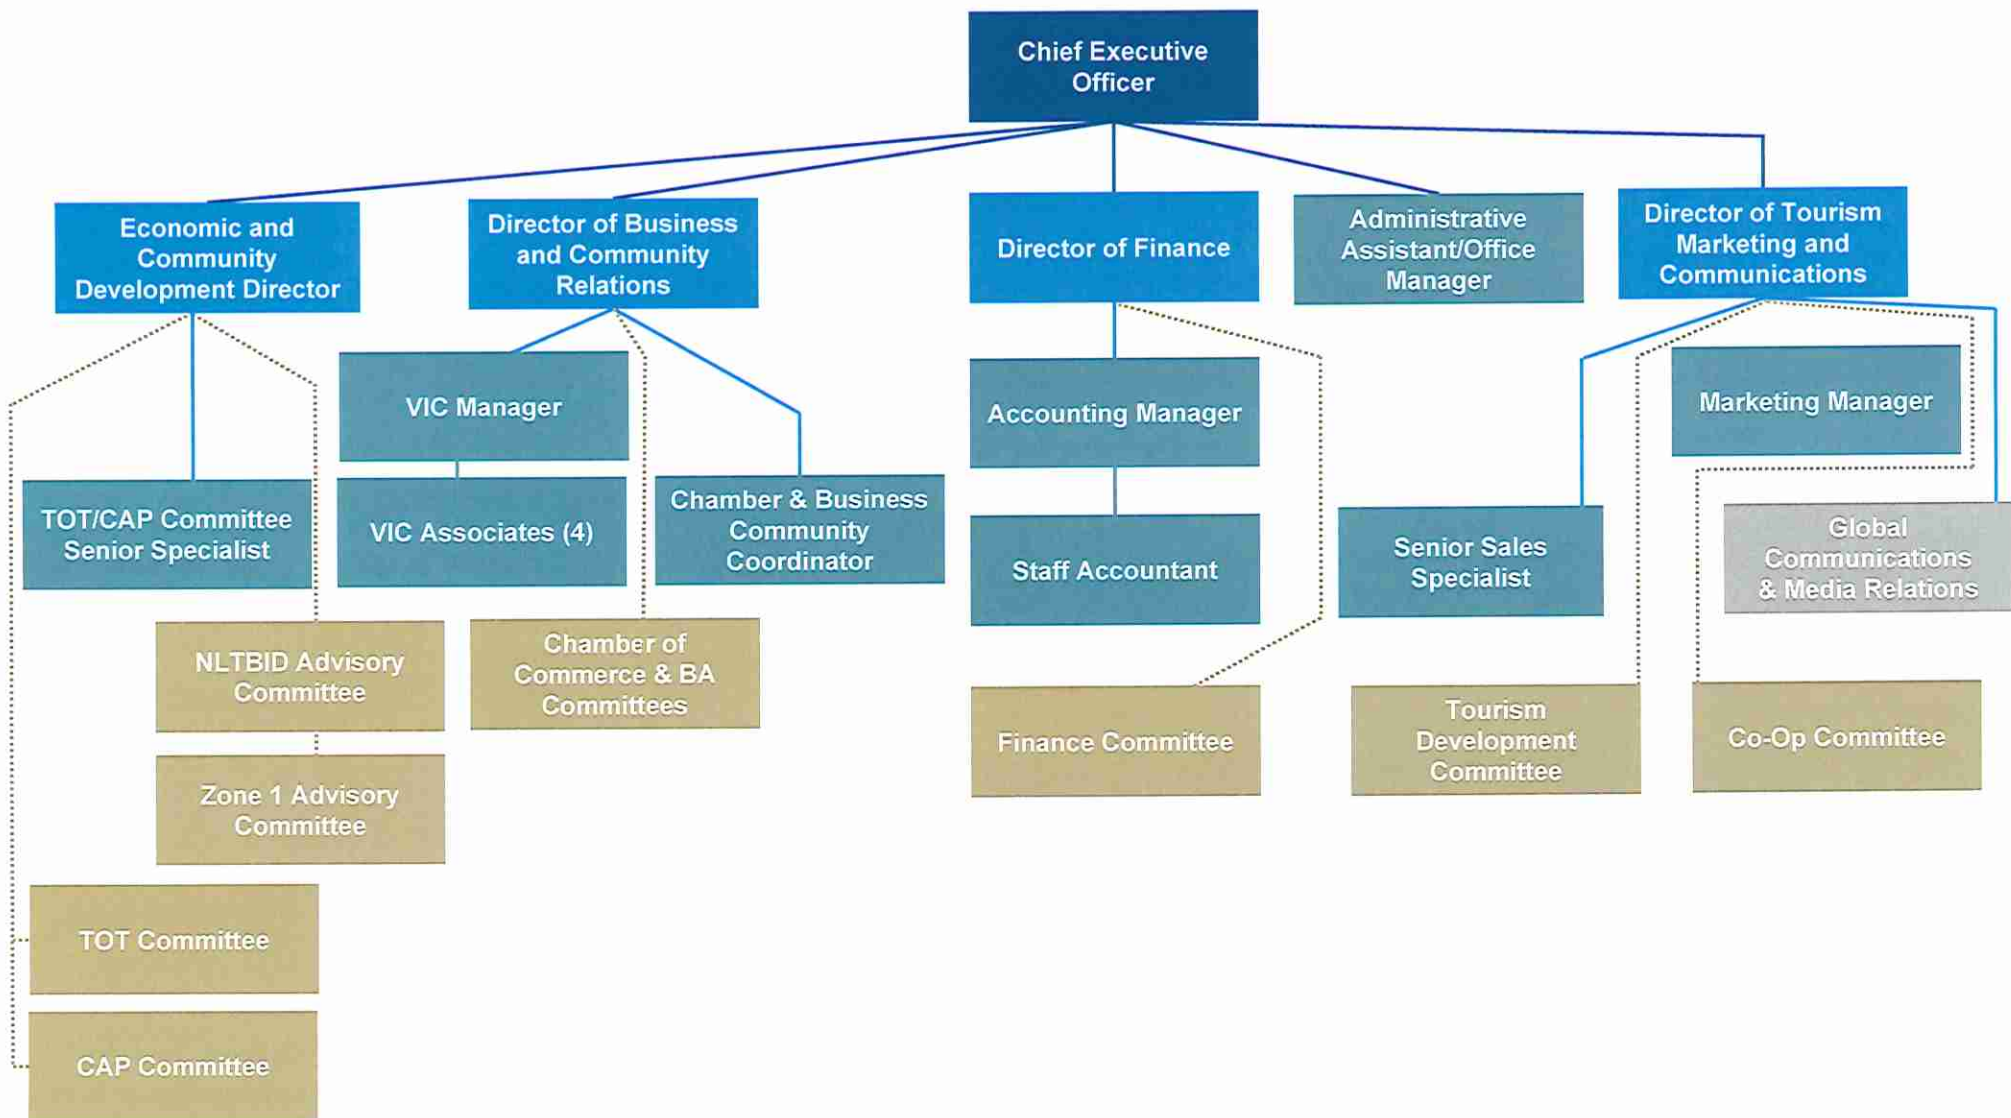 Chief Executive
Officer
Economic and
Community
Development Director
Director of Business
and Community
Relations
Director of Finance
Administrative
Assistant/Office
Manager
Director of Tourism
Marketing and
Communications
VIC Manager
Accounting Manager
Marketing Manager
TOT/CAP Committee
Senior Specialist
VIC Associates (4)
Chamber & Business
Community
Coordinator
Staff Accountant
Senior Sales
Specialist
Global
Communications
& Media Relations
NLTBID Advisory
Committee
Chamber of
Commerce & BA
Committees
Finance Committee
Tourism
Development
Committee
Co-Op Committee
Zone 1 Advisory
Committee
TOT Committee
CAP Committee